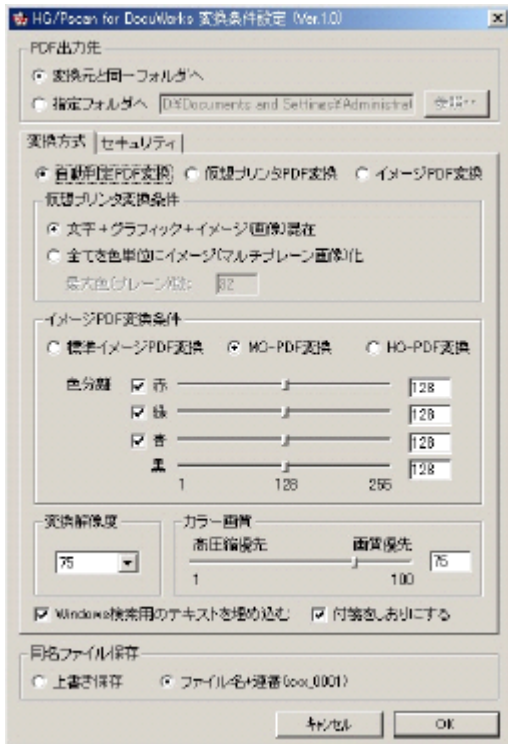 HG/Pscan for DocuWorks 変換条件設定 (Ver.1.0)
PDF出力先
変換元と同一フォルダへ
指定フォルダへ D:¥Documents and Settings¥Administrat 参照..
変換方式 セキュリティ
自動判定PDF変換 仮想プリンタPDF変換 イメージPDF変換
仮想プリンタ変換条件
文字+グラフィック+イメージ(画像)混在
全てを色単位にイメージ(マルチプレーン画像)化
最大色(プレーン)数: 32
イメージPDF変換条件
標準イメージPDF変換 MO-PDF変換 HO-PDF変換
色分離 赤 128
緑 128
青 128
黒 128
1 128 255
変換解像度 カラー画質
75 高圧縮優先 画質優先 75
1 100
Windows検索用のテキストを埋め込む 付箋をしおりにする
同名ファイル保存
上書き保存 ファイル名+連番(xxx_0001)
キャンセル OK